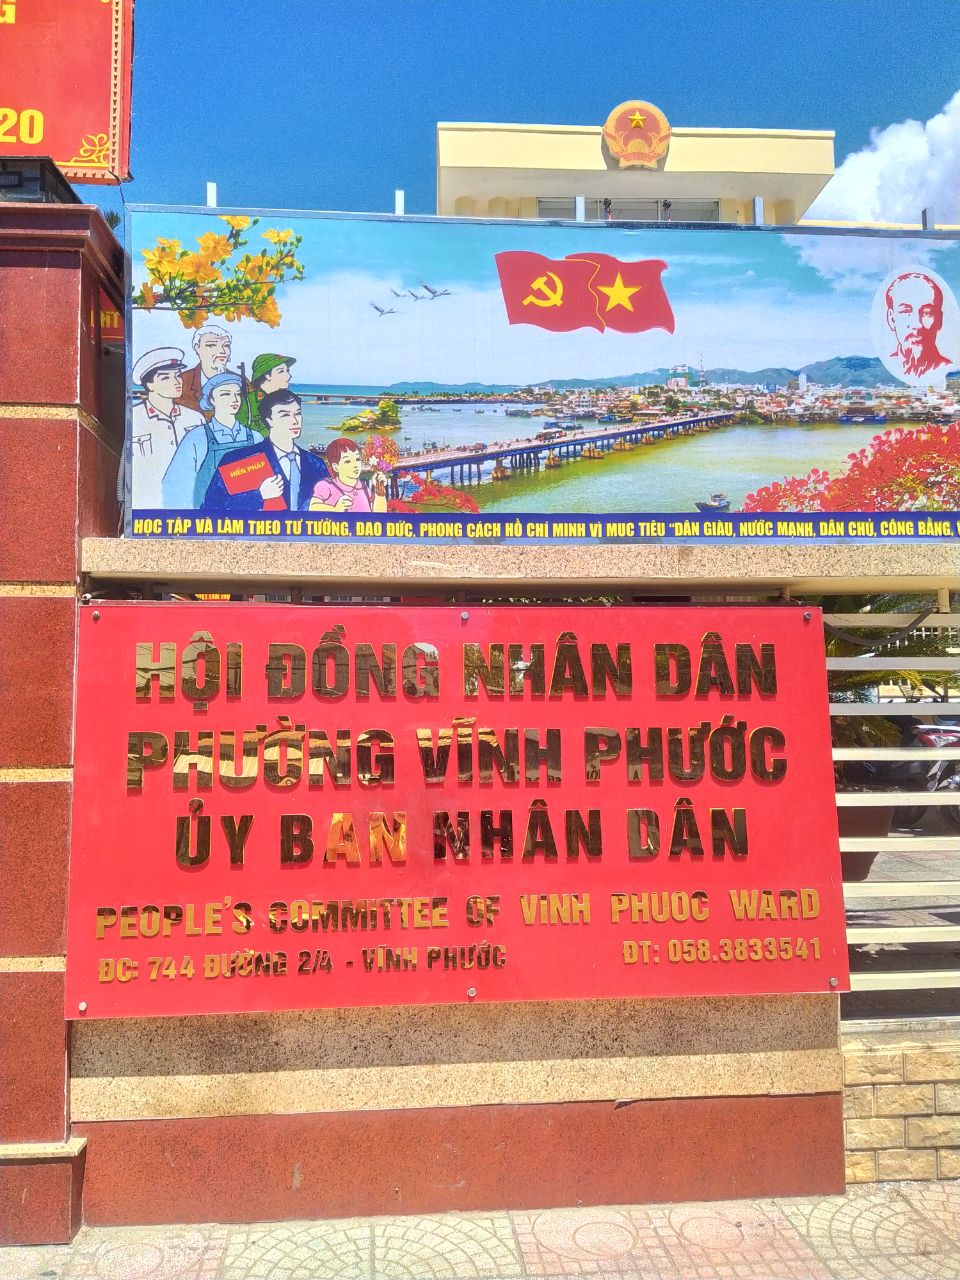 20
HIẾN PHÁP
HỌC TẬP VÀ LÀM THEO TƯ TƯỞNG, ĐẠO ĐỨC, PHONG CÁCH HỒ CHÍ MINH VÌ MỤC TIÊU "DÂN GIÀU, NƯỚC MẠNH, DÂN CHỦ, CÔNG BẰNG,
HỘI ĐỒNG NHÂN DÂN
PHƯỜNG VĨNH PHƯỚC
ỦY BAN NHÂN DÂN
PEOPLE'S COMMITTEE OF VINH PHUOC WARD
ĐC: 744 ĐƯỜNG 2/4 - VĨNH PHƯỚC ĐT: 058.3833541